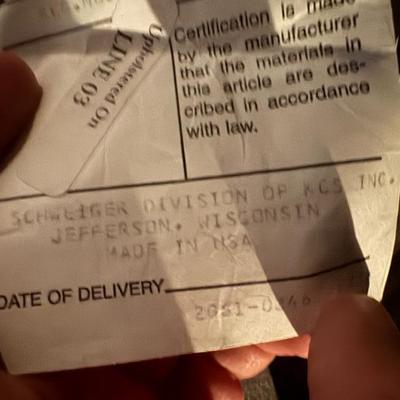 Upholstered On
LINE 03
Certification is made
by the manufacturer
that the materials in
this article are des-
cribed in accordance
with law.
SCHWEIGER DIVISION OF KCS INC.
JEFFERSON, WISCONSIN
MADE IN USA
DATE OF DELIVERY